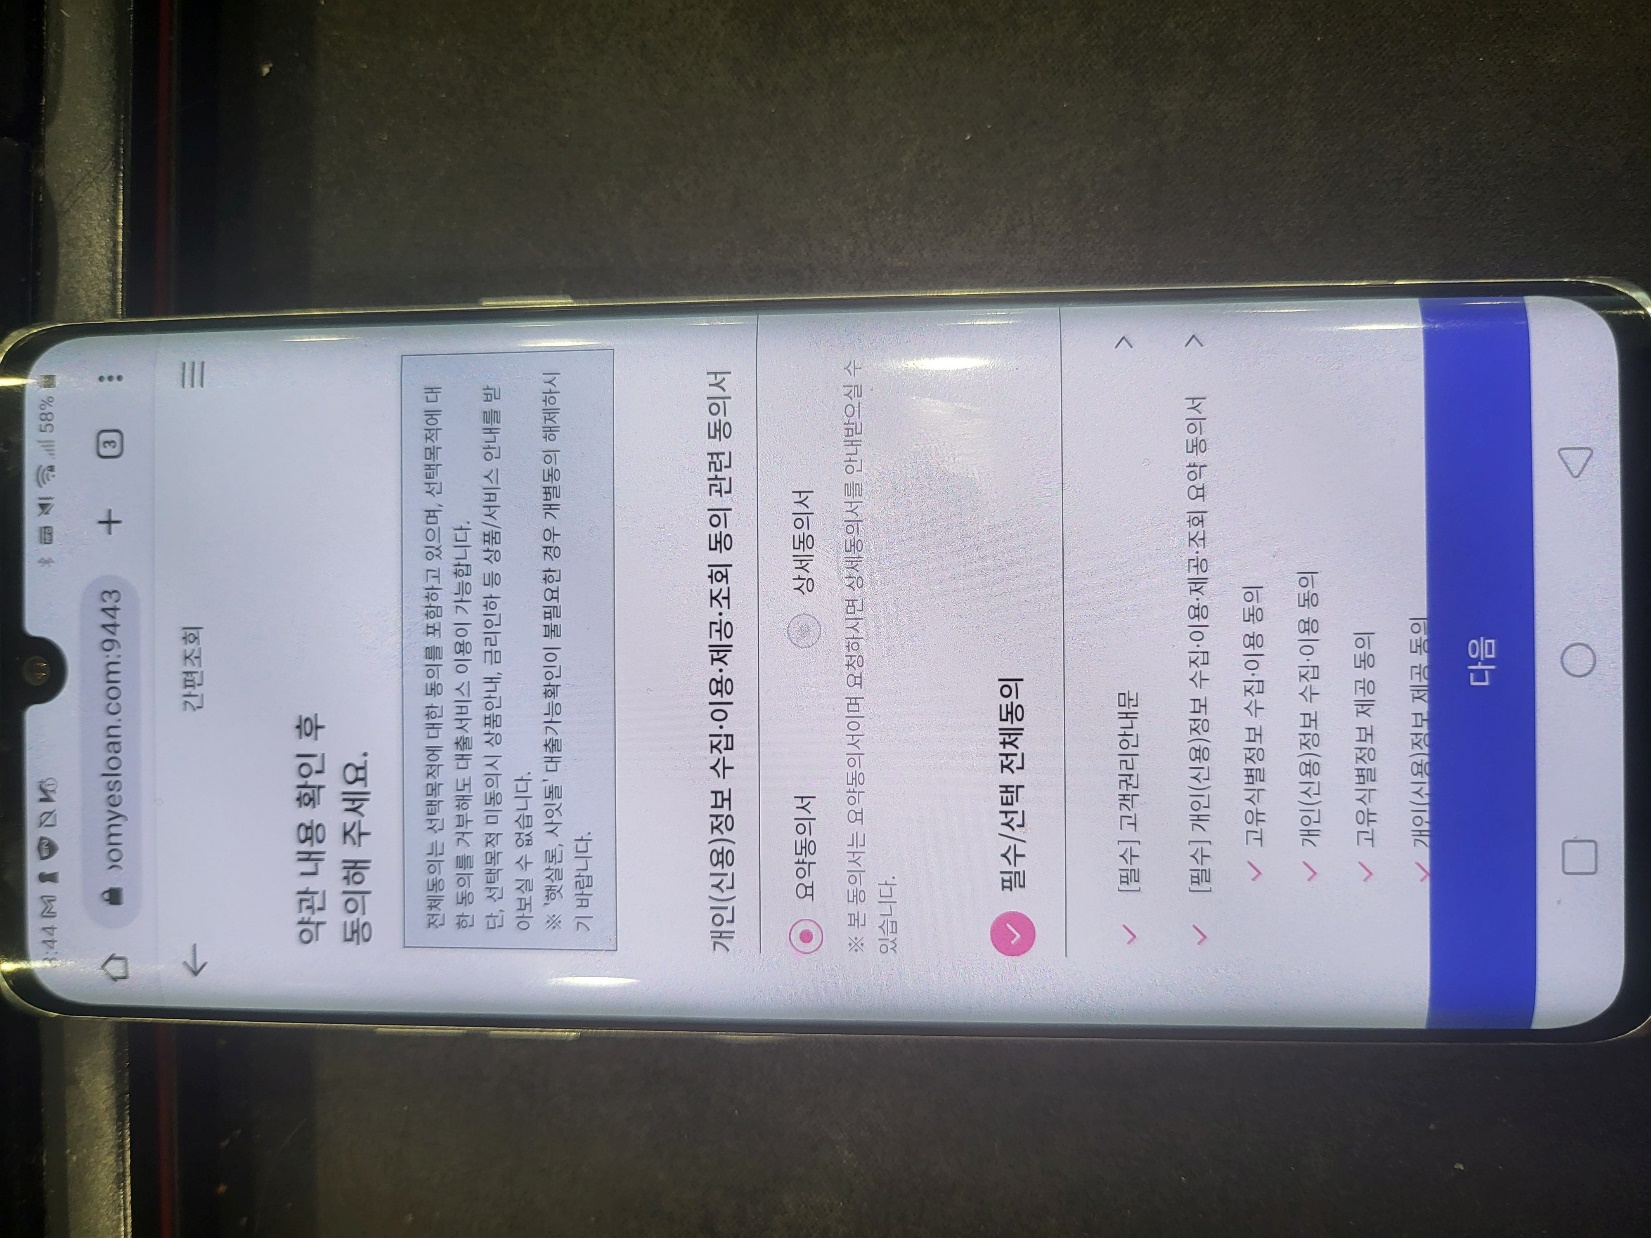 :44
58%
omyesloan.com:9443
3
간편조회
약관 내용 확인 후
동의해 주세요.
전체동의는 선택목적에 대한 동의를 포함하고 있으며, 선택목적에 대
한 동의를 거부해도 대출서비스 이용이 가능합니다.
단, 선택목적 미동의시 상품안내, 금리인하 등 상품/서비스 안내를 받
아보실 수 없습니다.
※ '햇살론, 사잇돌' 대출가능확인이 불필요한 경우 개별동의 해제하시
기 바랍니다.
개인(신용)정보 수집·이용·제공·조회 동의 관련 동의서
요약동의서
상세동의서
※ 본 동의서는 요약동의서이며 요청하시면 상세동의서를 안내받으실 수
있습니다.
필수/선택 전체동의
[필수] 고객권리안내문
[필수] 개인(신용)정보 수집·이용·제공·조회 요약 동의서
고유식별정보 수집·이용 동의
개인(신용)정보 수집·이용 동의
고유식별정보 제공 동의
개인(신용)정보 제공 동의
다음